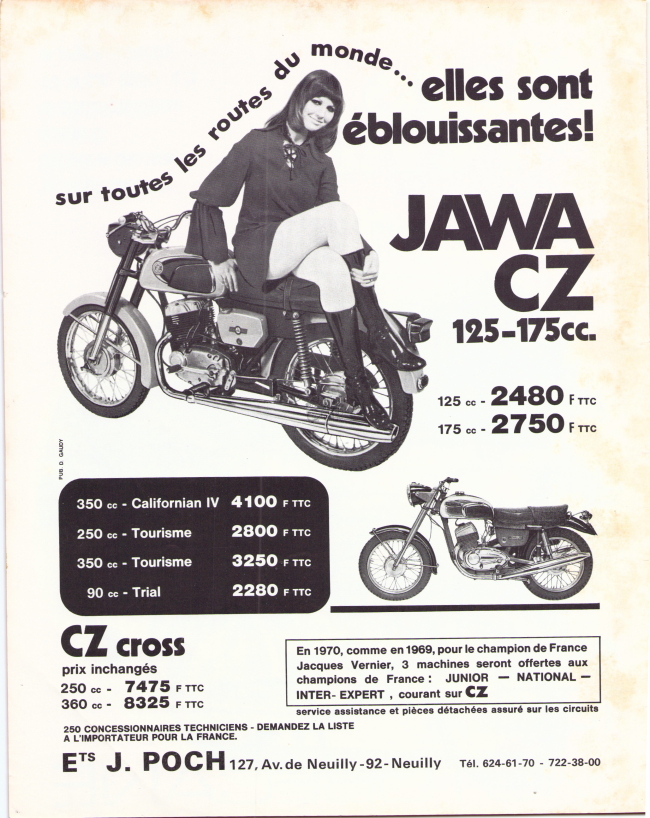 sur toutes les routes du monde...
elles sont
éblouissantes!
JAWA
CZ
125-175cc.
125 cc - 2480 F TTC
175 cc - 2750 F TTC
PUB D. GAUDY
350 cc - Californian IV 4100 F TTC
250 cc - Tourisme 2800 F TTC
350 cc - Tourisme 3250 F TTC
90 cc - Trial 2280 F TTC
CZ cross
prix inchangés
250 cc - 7475 F TTC
360 cc - 8325 F TTC
En 1970, comme en 1969, pour le champion de France
Jacques Vernier, 3 machines seront offertes aux
champions de France : JUNIOR — NATIONAL —
INTER- EXPERT , courant sur CZ
service assistance et pièces détachées assuré sur les circuits
250 CONCESSIONNAIRES TECHNICIENS - DEMANDEZ LA LISTE
A L'IMPORTATEUR POUR LA FRANCE.
ETS J. POCH 127, Av. de Neuilly -92- Neuilly Tél. 624-61-70 - 722-38-00